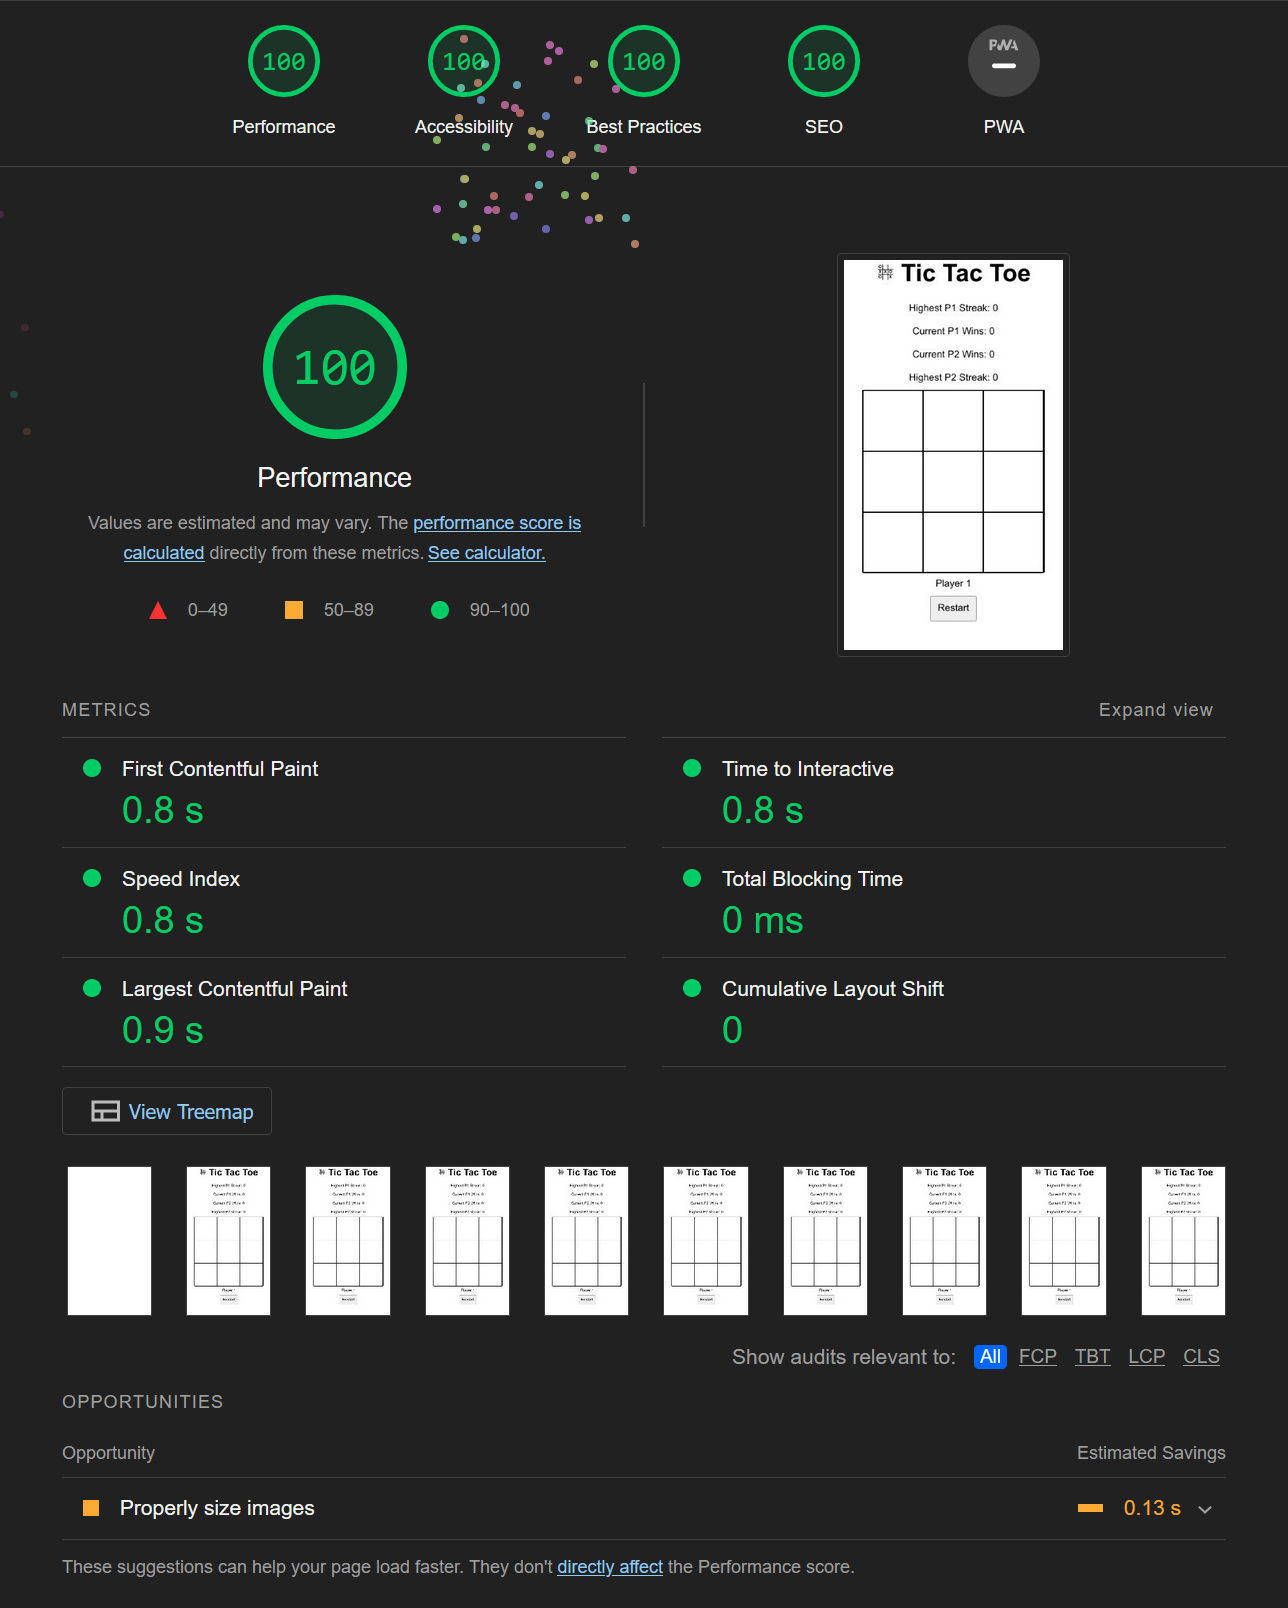 100
100
100
100
PWA
Performance
Accessibility
Best Practices
SEO
PWA
100
Performance
Values are estimated and may vary. The performance score is
calculated directly from these metrics. See calculator.
0–49
50–89
90–100
Tic Tac Toe
Highest P1 Streak: 0
Current P1 Wins: 0
Current P2 Wins: 0
Highest P2 Streak: 0
Player 1
Restart
METRICS
Expand view
First Contentful Paint
0.8 s
Time to Interactive
0.8 s
Speed Index
0.8 s
Total Blocking Time
0 ms
Largest Contentful Paint
0.9 s
Cumulative Layout Shift
0
View Treemap
Tic Tac Toe
Tic Tac Toe
Tic Tac Toe
Tic Tac Toe
Tic Tac Toe
Tic Tac Toe
Tic Tac Toe
Tic Tac Toe
Tic Tac Toe
Show audits relevant to: All FCP TBT LCP CLS
OPPORTUNITIES
Opportunity
Estimated Savings
Properly size images
0.13 s
These suggestions can help your page load faster. They don't directly affect the Performance score.